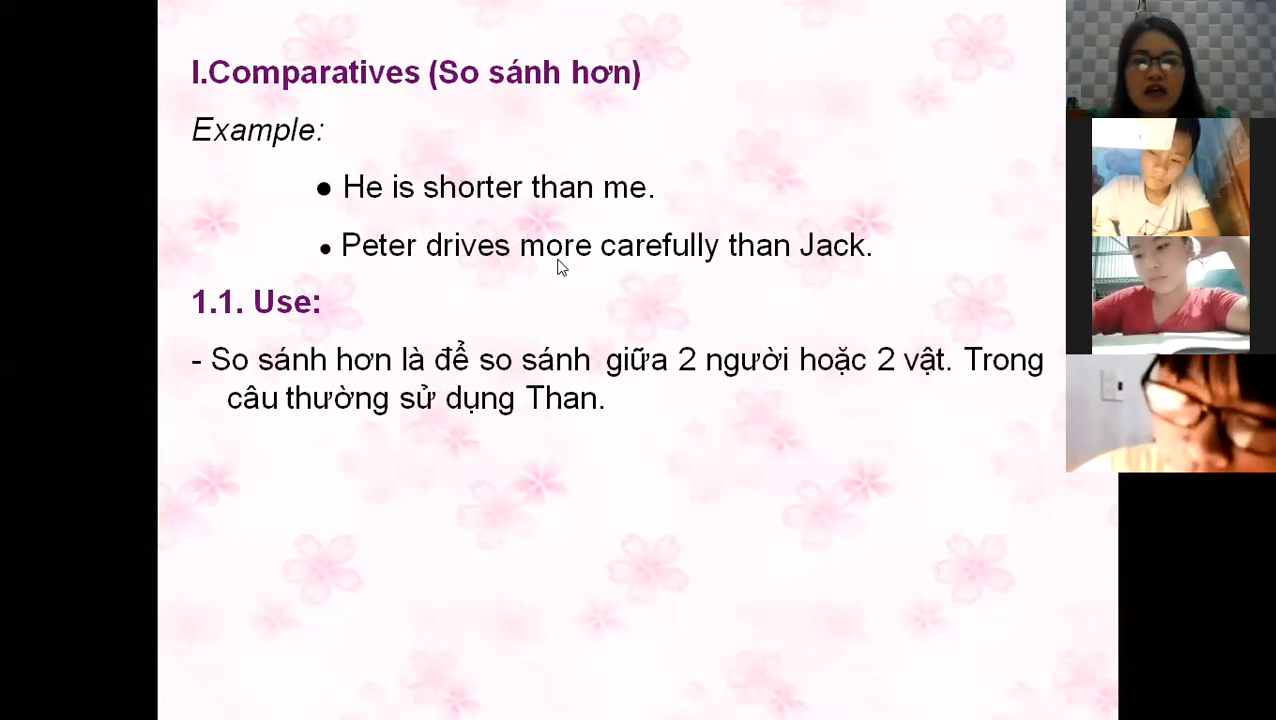 I.Comparatives (So sánh hơn)
Example:
● He is shorter than me.
● Peter drives more carefully than Jack.
1.1. Use:
- So sánh hơn là để so sánh giữa 2 người hoặc 2 vật. Trong
câu thường sử dụng Than.